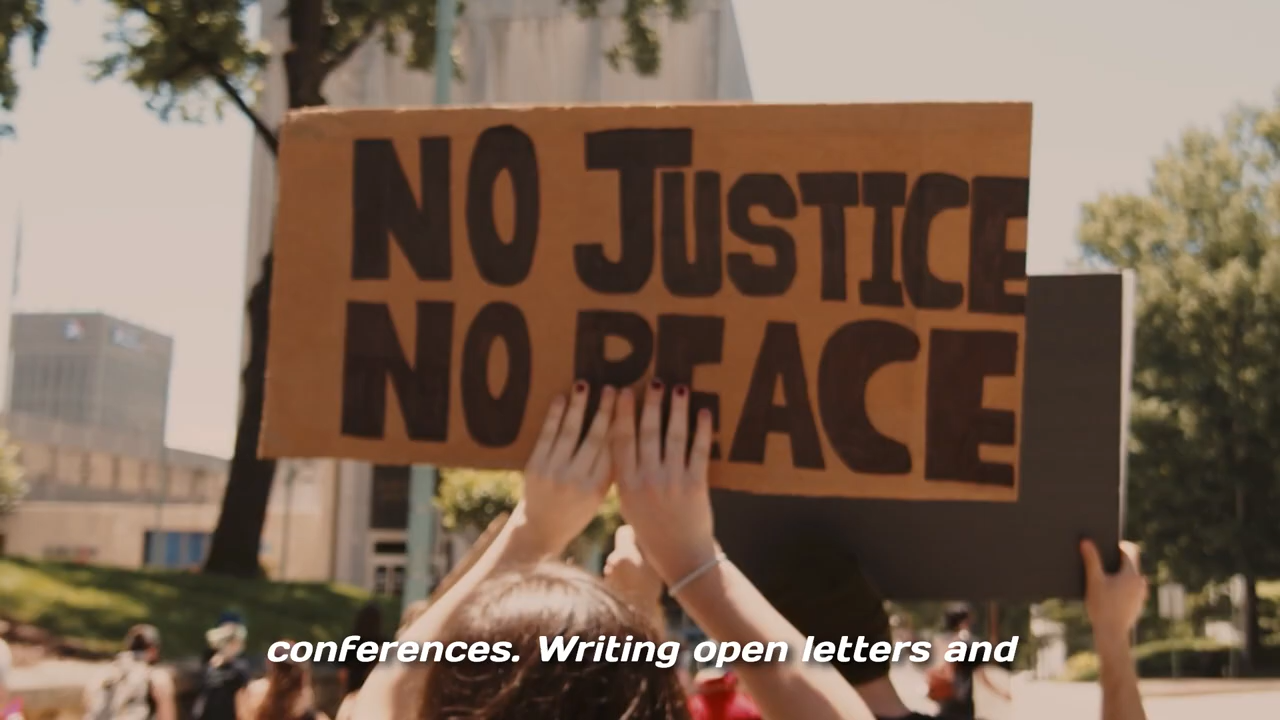 NO JUSTICE
NO PEACE
conferences. Writing open letters and